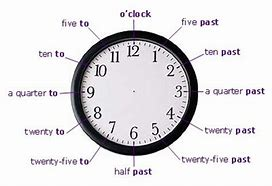 o'clock
five to
five past
ten to
ten past
a quarter to
a quarter past
twenty to
twenty past
twenty-five to
twenty-five past
half past
12
1
2
3
4
5
6
7
8
9
10
11